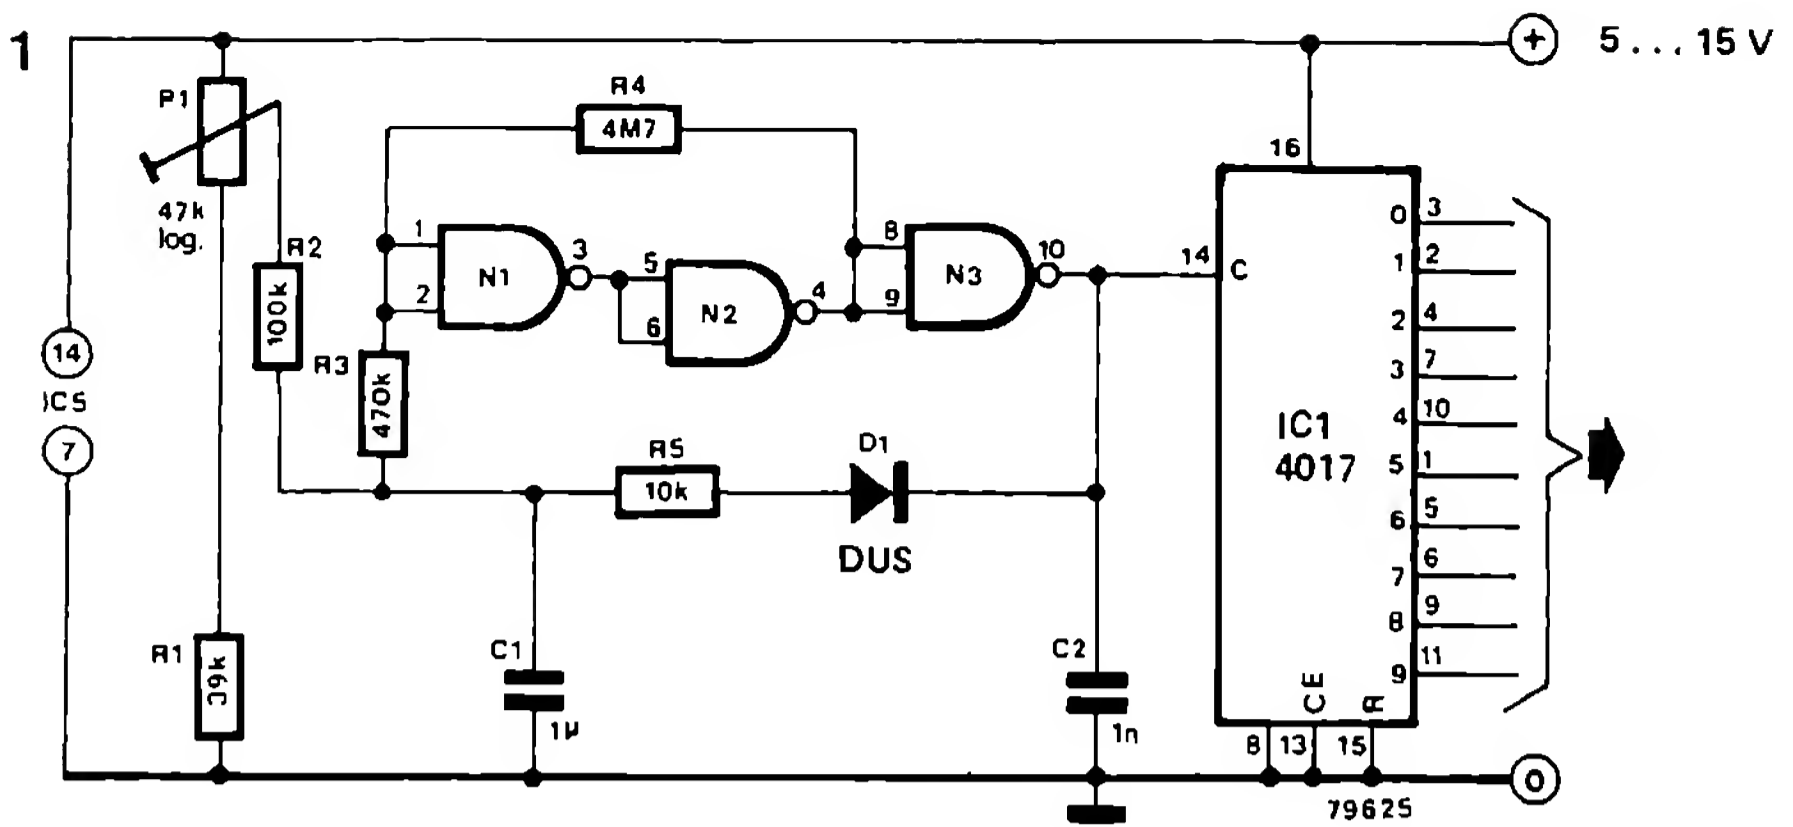 1
5 . . . 15 V
+
P1
47k
log.
R2
100k
R4
4M7
1
2
N1
3
5
6
N2
4
8
9
N3
10
14
C
16
IC1
4017
0 3
1 2
2 4
3 7
4 10
5 1
6 5
7 6
8 9
9 11
CE
R
8
13
15
14
IC5
7
R3
470k
R5
10k
D1
DUS
R1
39k
C1
1µ
C2
1n
79625
0